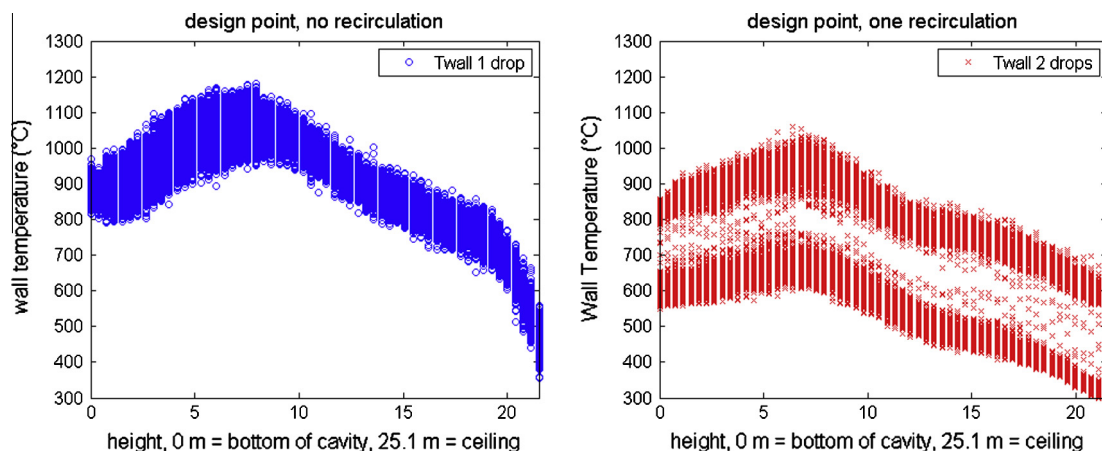 design point, no recirculation
1300
1200
1100
1000
900
800
700
600
500
400
300
wall temperature (°C)
Twall 1 drop
0 5 10 15 20
height, 0 m = bottom of cavity, 25.1 m = ceiling
design point, one recirculation
1300
1200
1100
1000
900
800
700
600
500
400
300
Wall Temperature (°C)
Twall 2 drops
0 5 10 15 20
height, 0 m = bottom of cavity, 25.1 m = ceiling